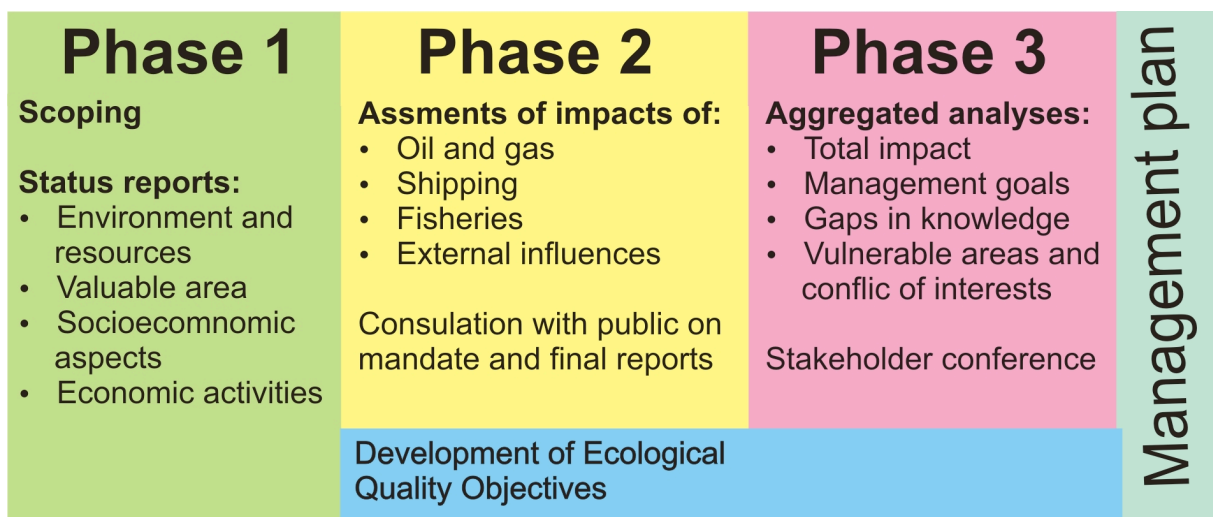 Phase 1
Scoping
Status reports:
• Environment and
resources
• Valuable area
• Socioecomnomic
aspects
• Economic activities
Phase 2
Assments of impacts of:
• Oil and gas
• Shipping
• Fisheries
• External influences
Consulation with public on
mandate and final reports
Phase 3
Aggregated analyses:
• Total impact
• Management goals
• Gaps in knowledge
• Vulnerable areas and
conflic of interests
Stakeholder conference
Development of Ecological
Quality Objectives
Management plan